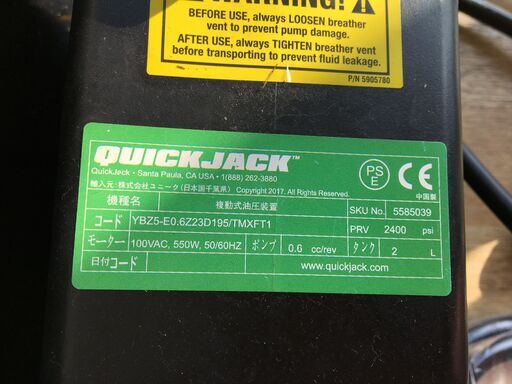 WARNING!
BEFORE USE, always LOOSEN breather
vent to prevent pump damage.
AFTER USE, always TIGHTEN breather vent
before transporting to prevent fluid leakage.
P/N 5905780
QUICKJACK™
QuickJack • Santa Paula, CA USA • 1(888) 262-3880
輸入元：株式会社ユニーク (日本国千葉県) Copyright 2017. All Rights Reserved.
PS
E
中国製
機種名 複動式油圧装置 SKU No. 5585039
コード YBZ5-E0.6Z23D195/TMXFT1 PRV 2400 psi
モーター 100VAC, 550W, 50/60HZ ポンプ 0.6 cc/rev タンク 2 L
日付コード www.quickjack.com